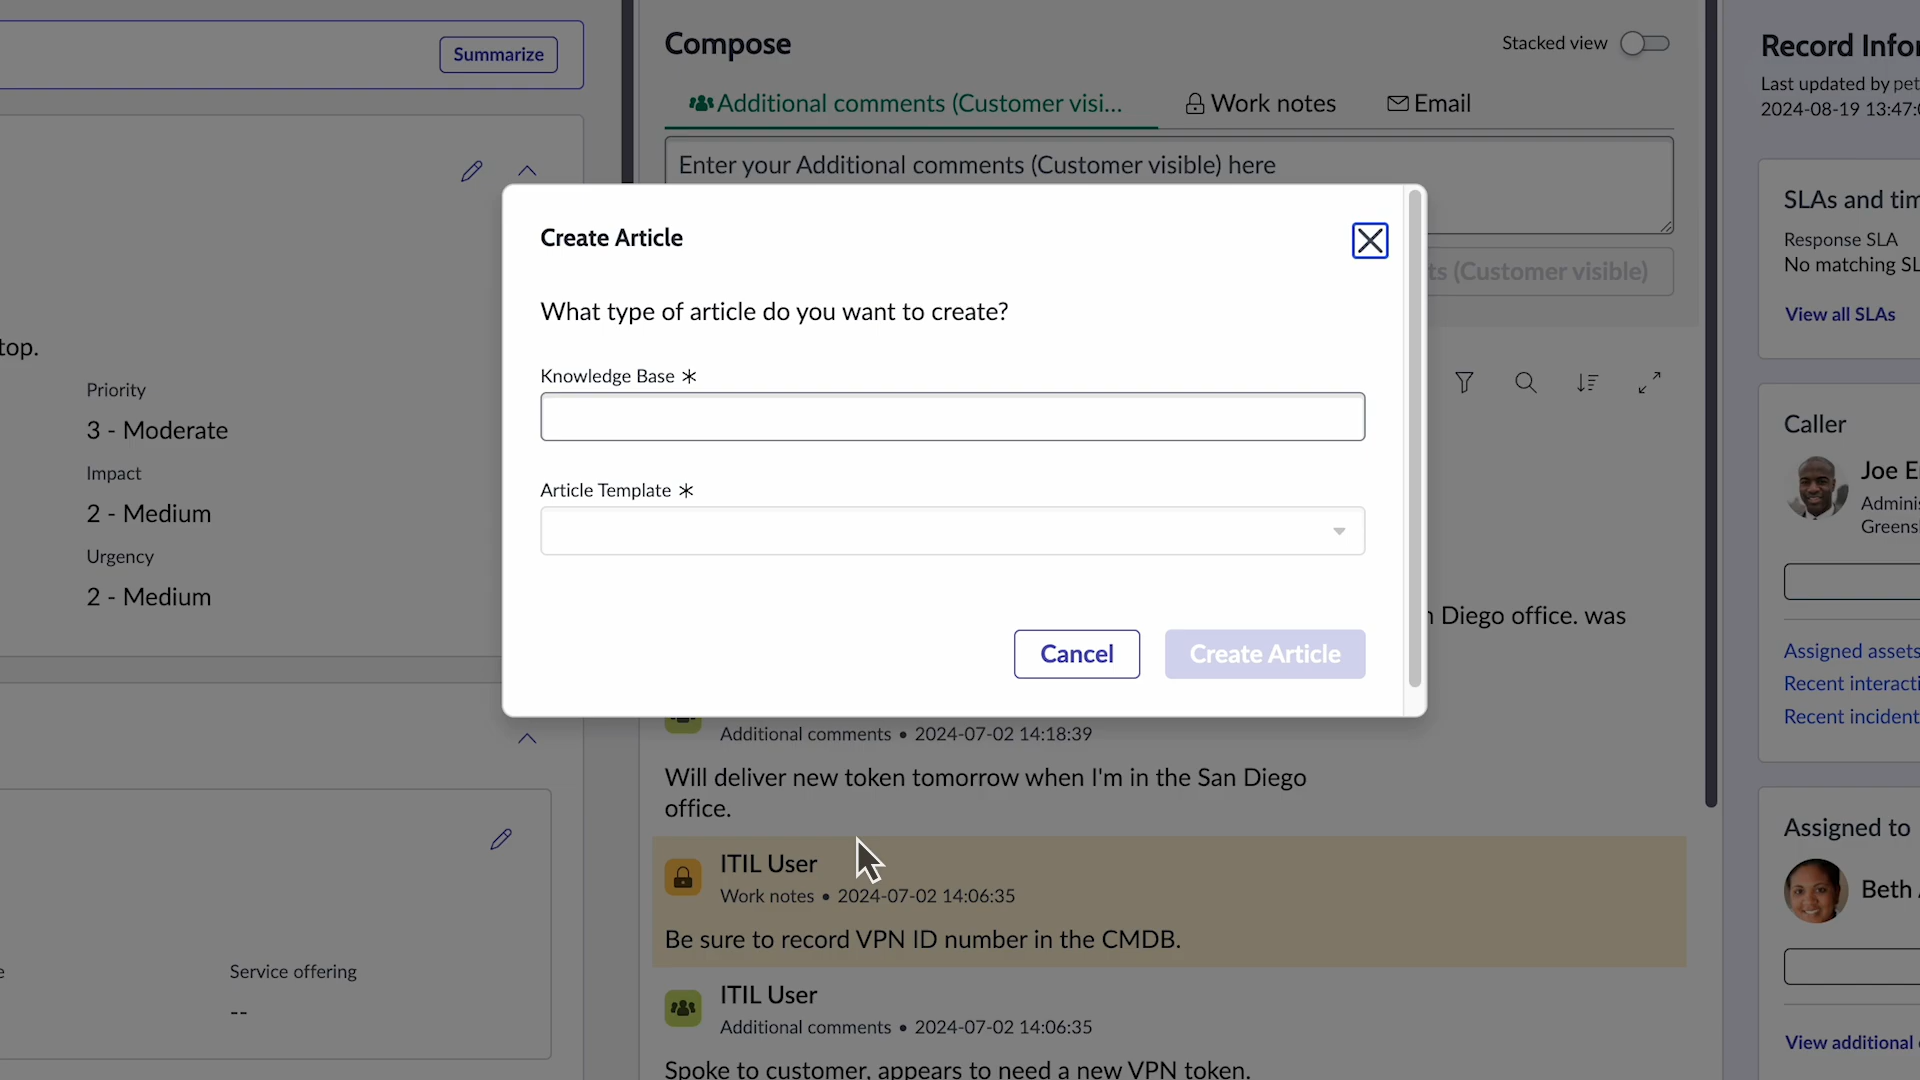 Summarize
top.
Priority
3 - Moderate
Impact
2 - Medium
Urgency
2 - Medium
Service offering
--
Compose
Stacked view
Additional comments (Customer visi...
Work notes
Email
Enter your Additional comments (Customer visible) here
(Customer visible)
Create Article
What type of article do you want to create?
Knowledge Base *
Article Template *
Cancel
Create Article
Diego office. was
Additional comments • 2024-07-02 14:18:39
Will deliver new token tomorrow when I'm in the San Diego
office.
ITIL User
Work notes • 2024-07-02 14:06:35
Be sure to record VPN ID number in the CMDB.
ITIL User
Additional comments • 2024-07-02 14:06:35
Spoke to customer, appears to need a new VPN token.
Record Infor
Last updated by pet
2024-08-19 13:47:
SLAs and tim
Response SLA
No matching SL
View all SLAs
Caller
Joe E
Adminis
Greens
Assigned assets
Recent interacti
Recent incident
Assigned to
Beth
View additional